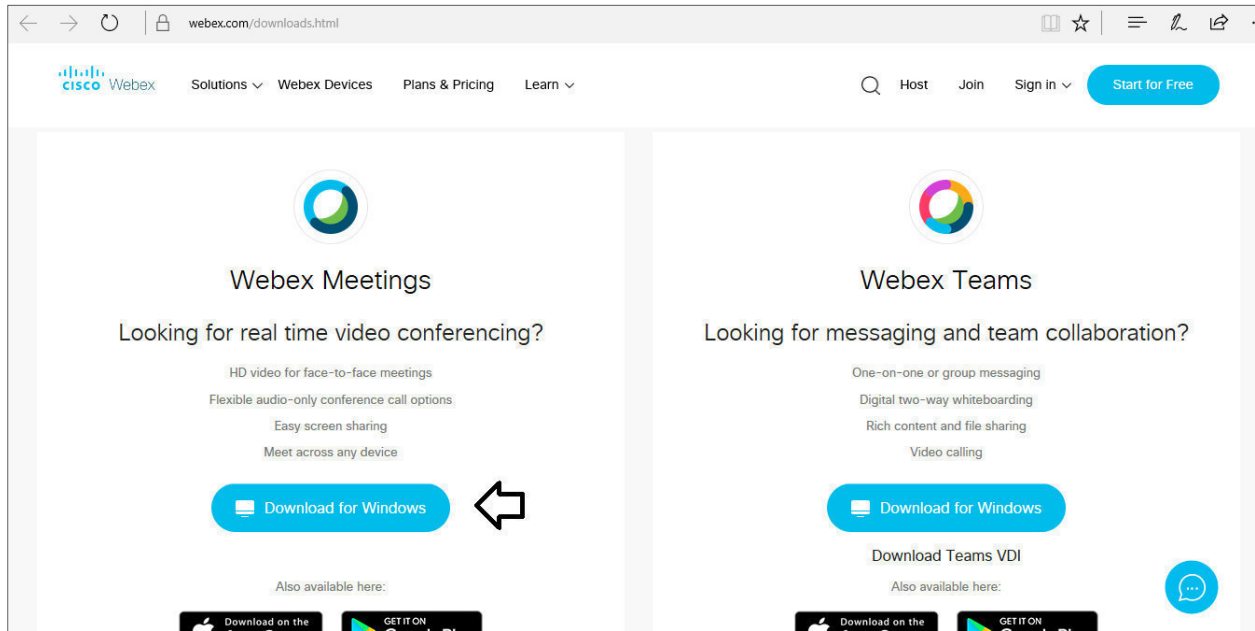 webex.com/downloads.html
CISCO Webex Solutions Webex Devices Plans & Pricing Learn Host Join Sign in Start for Free
Webex Meetings
Looking for real time video conferencing?
HD video for face-to-face meetings
Flexible audio-only conference call options
Easy screen sharing
Meet across any device
Download for Windows
Also available here:
Download on the
GET IT ON
Webex Teams
Looking for messaging and team collaboration?
One-on-one or group messaging
Digital two-way whiteboarding
Rich content and file sharing
Video calling
Download for Windows
Download Teams VDI
Also available here:
Download on the
GET IT ON